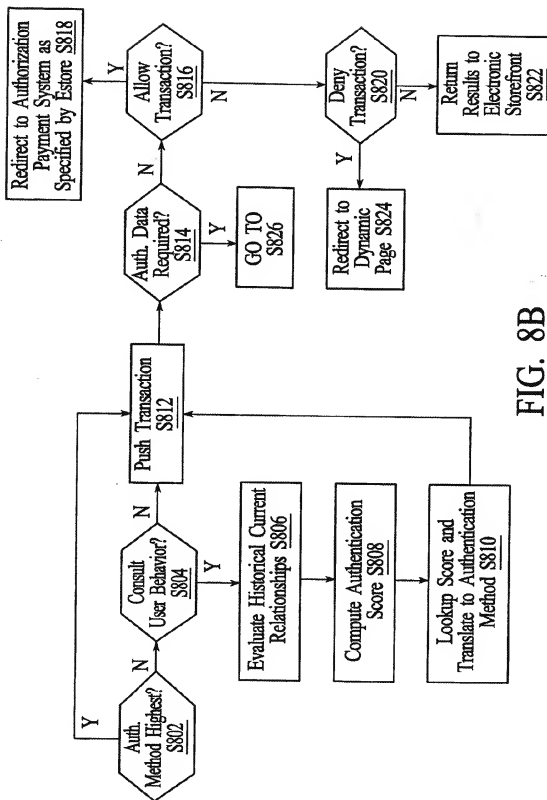 Auth.
Method Highest?
S802
Y
N
Consult
User Behavior?
S804
N
Y
Evaluate Historical Current
Relationships S806
Compute Authentication
Score S808
Lookup Score and
Translate to Authentication
Method S810
Push Transaction
S812
Auth. Data
Required?
S814
N
Y
GO TO
S826
Allow
Transaction?
S816
Y
N
Redirect to Authorization
Payment System as
Specified by Estore S818
Deny
Transaction?
S820
Y
N
Redirect to
Dynamic
Page S824
Return
Results to
Electronic
Storefront
S822
FIG. 8B